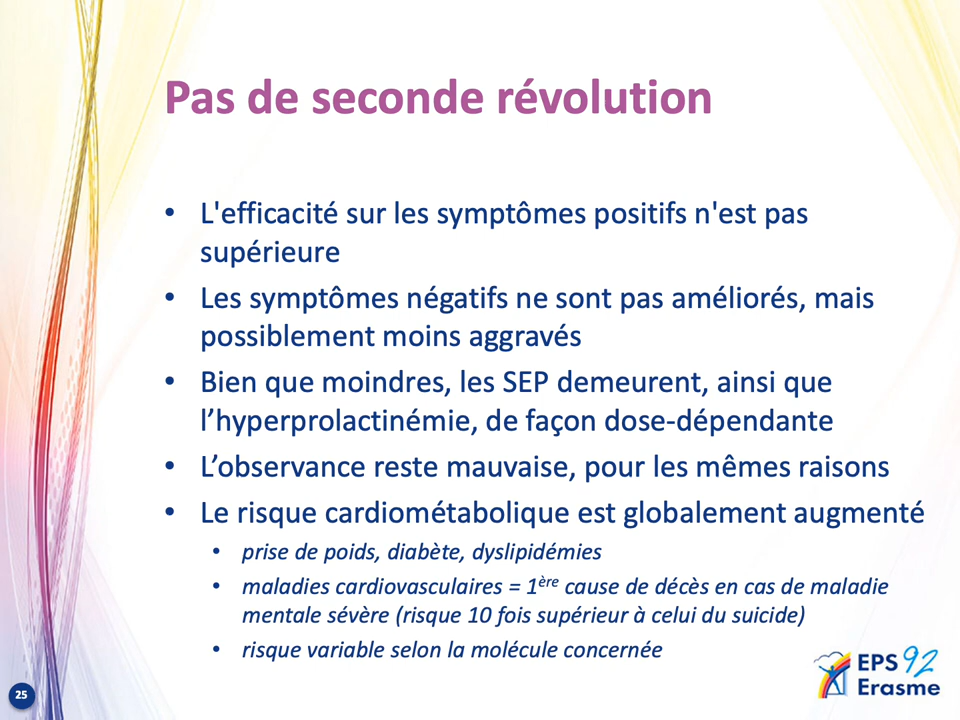 Pas de seconde révolution
• L'efficacité sur les symptômes positifs n'est pas
supérieure
• Les symptômes négatifs ne sont pas améliorés, mais
possiblement moins aggravés
• Bien que moindres, les SEP demeurent, ainsi que
l’hyperprolactinémie, de façon dose-dépendante
• L’observance reste mauvaise, pour les mêmes raisons
• Le risque cardiométabolique est globalement augmenté
• prise de poids, diabète, dyslipidémies
• maladies cardiovasculaires = 1ère cause de décès en cas de maladie
mentale sévère (risque 10 fois supérieur à celui du suicide)
• risque variable selon la molécule concernée
EPS 92
Erasme
25